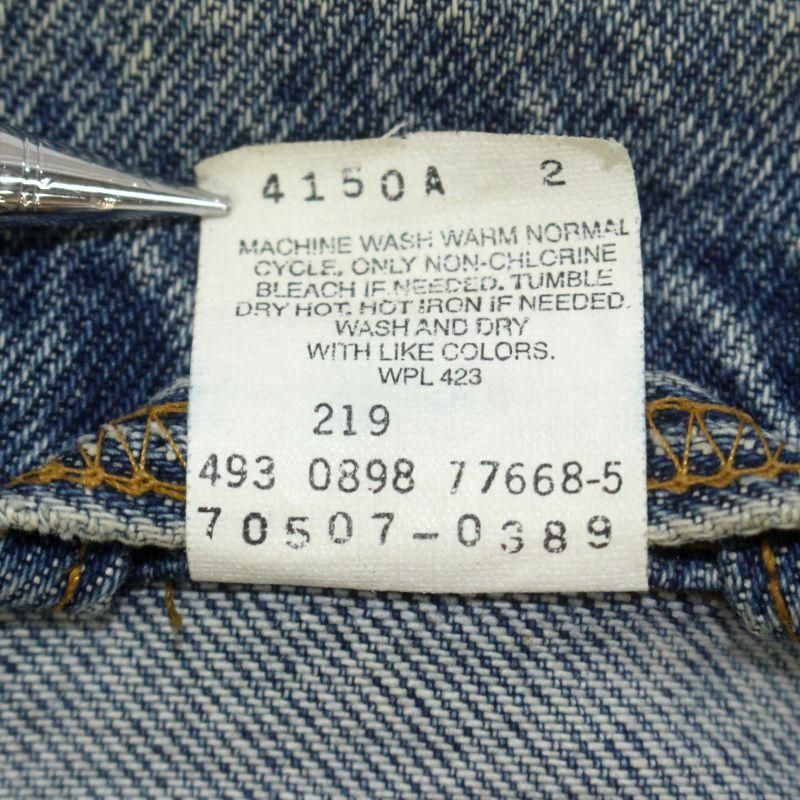 4150A 2
MACHINE WASH WARM NORMAL
CYCLE. ONLY NON-CHLORINE
BLEACH IF NEEDED. TUMBLE
DRY HOT. HOT IRON IF NEEDED.
WASH AND DRY
WITH LIKE COLORS.
WPL 423
219
493 0898 77668-5
70507-0389